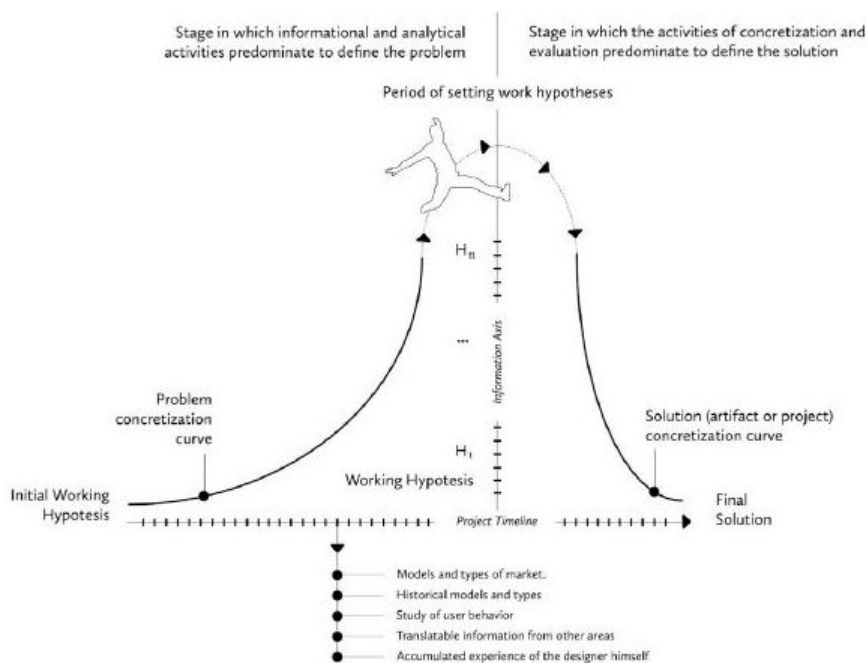 Stage in which informational and analytical
activities predominate to define the problem
Stage in which the activities of concretization and
evaluation predominate to define the solution
Period of setting work hypotheses
Hn
...
Information Axis
Problem
concretization
curve
Solution (artifact or project)
concretization curve
H1
Working Hypotesis
Initial Working
Hypotesis
Project Timeline
Final
Solution
Models and types of market.
Historical models and types
Study of user behavior
Translatable information from other areas
Accumulated experience of the designer himself